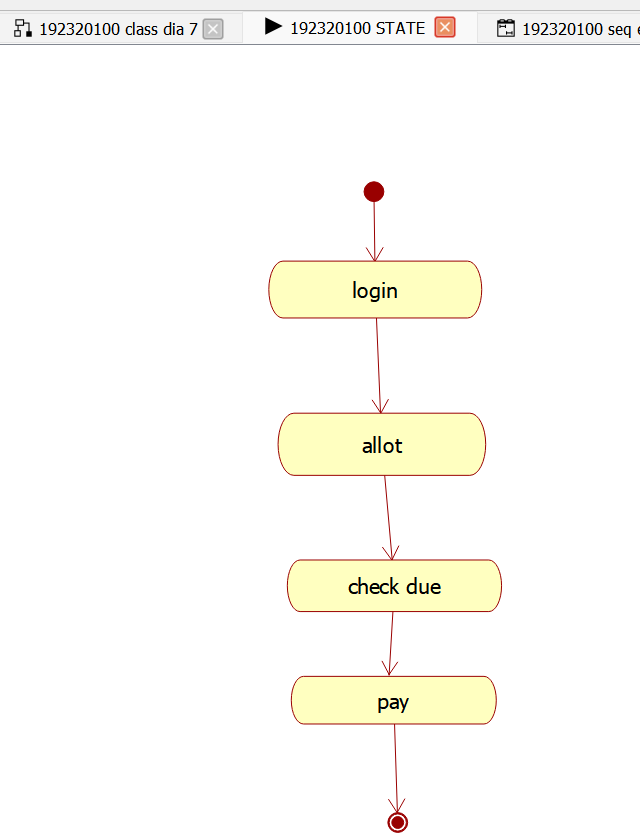 192320100 class dia 7
192320100 STATE
192320100 seq
login
allot
check due
pay